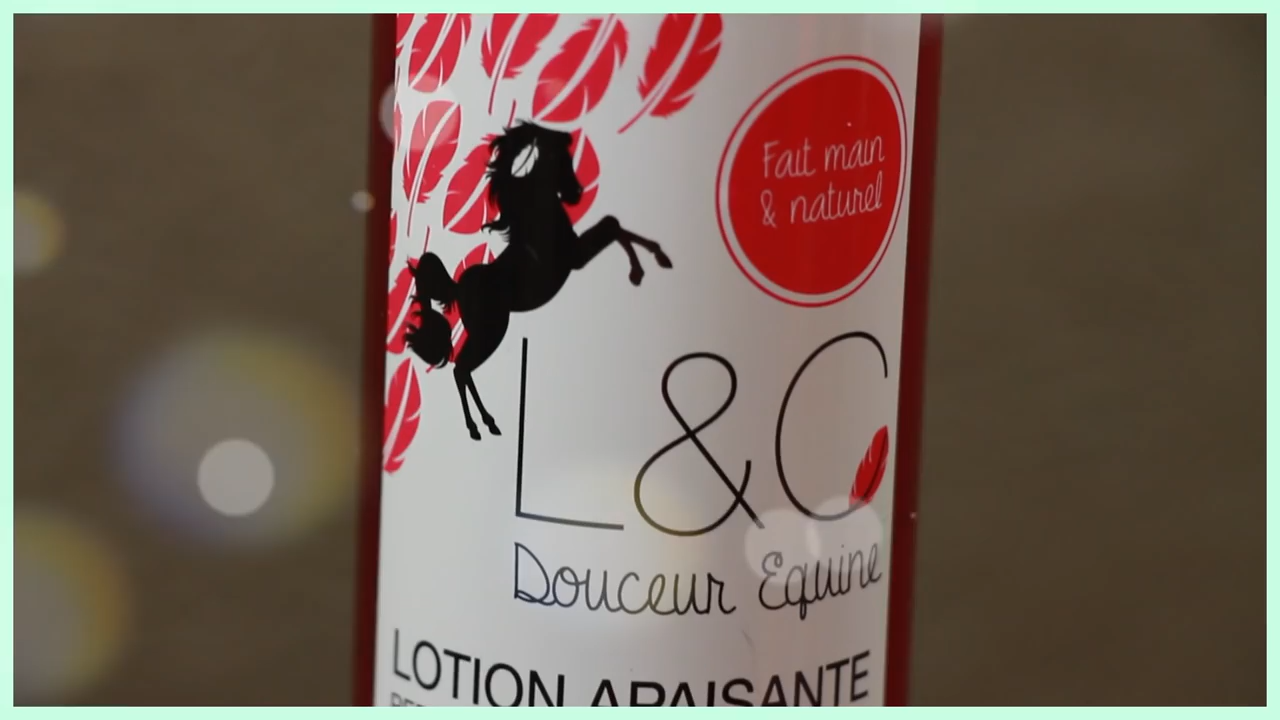 Fait main
& naturel
L&C
Douceur Equine
LOTION APAISANTE